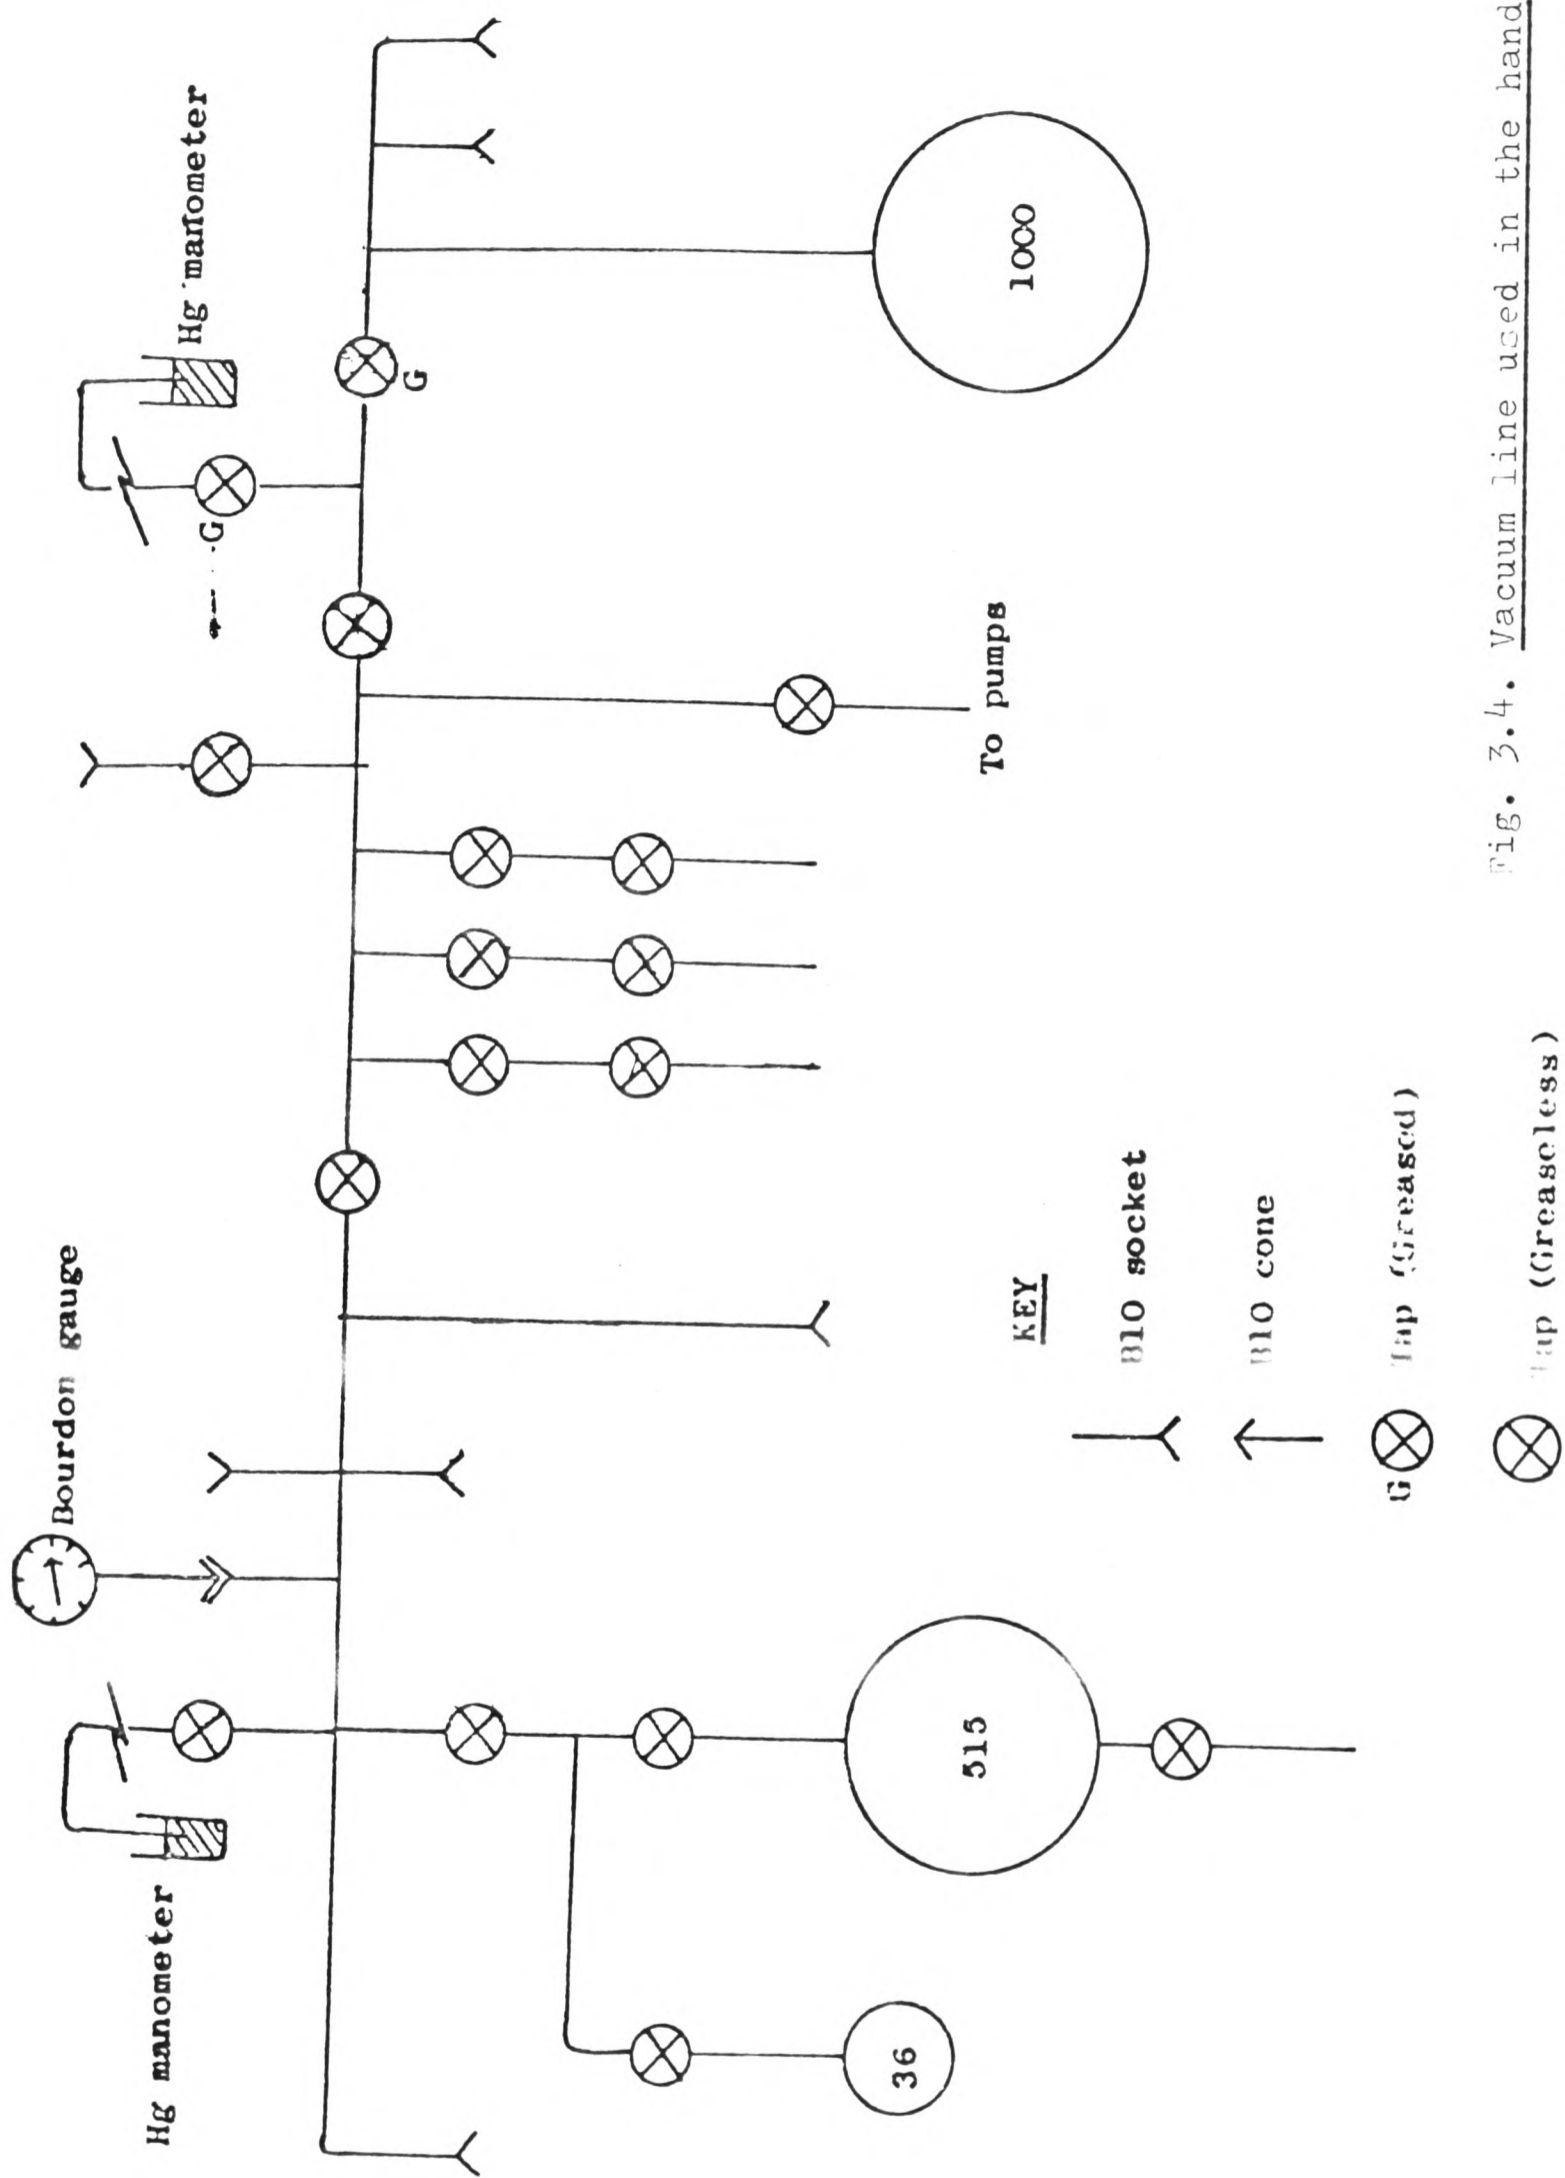 Hg manometer
Bourdon gauge
Hg manometer
G
G
36
515
To pumps
1000
KEY
B10 socket
B10 cone
G Tap (Greased)
Tap (Greaseless)
Fig. 3.4. Vacuum line used in the hand